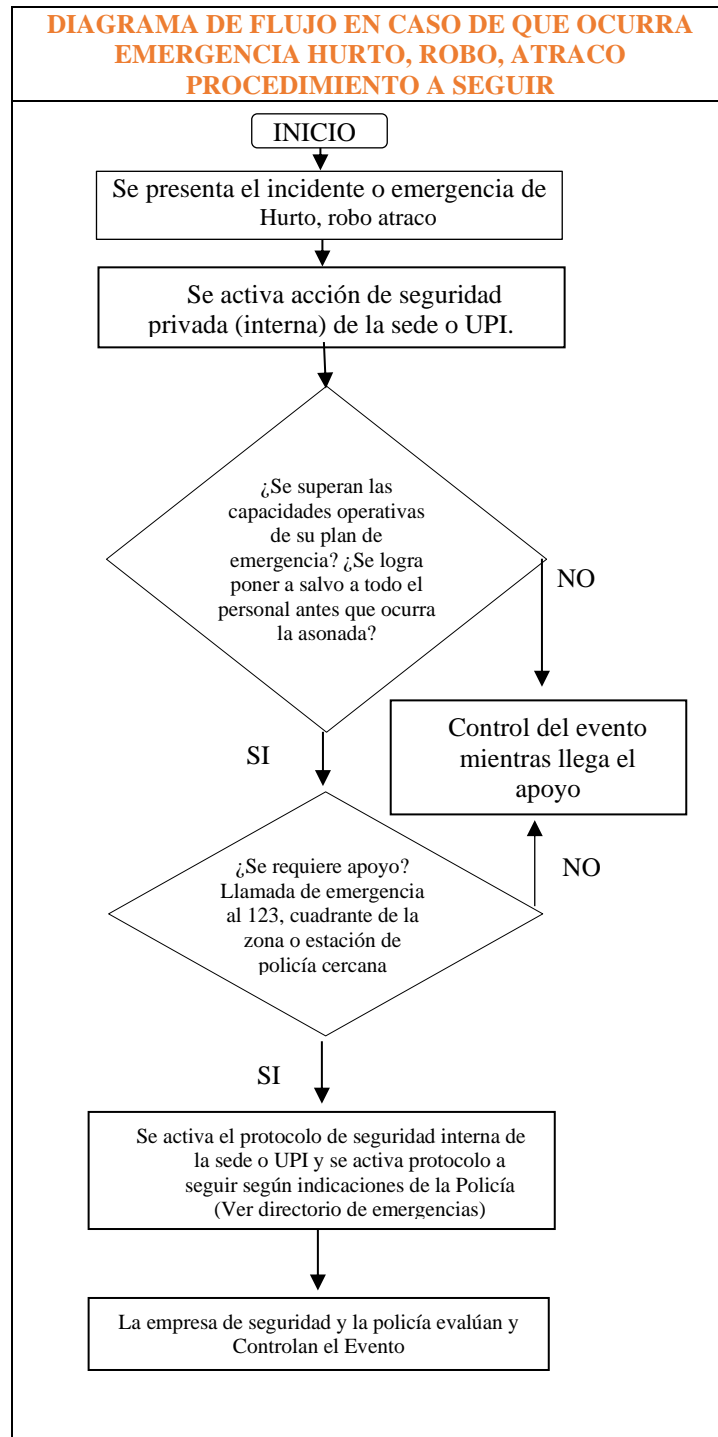 DIAGRAMA DE FLUJO EN CASO DE QUE OCURRA
EMERGENCIA HURTO, ROBO, ATRACO
PROCEDIMIENTO A SEGUIR
INICIO
Se presenta el incidente o emergencia de
Hurto, robo atraco
Se activa acción de seguridad
privada (interna) de la sede o UPI.
¿Se superan las
capacidades operativas
de su plan de
emergencia? ¿Se logra
poner a salvo a todo el
personal antes que ocurra
la asonada?
NO
Control del evento
mientras llega el
apoyo
SI
¿Se requiere apoyo?
Llamada de emergencia
al 123, cuadrante de la
zona o estación de
policía cercana
NO
SI
Se activa el protocolo de seguridad interna de
la sede o UPI y se activa protocolo a
seguir según indicaciones de la Policía
(Ver directorio de emergencias)
La empresa de seguridad y la policía evalúan y
Controlan el Evento